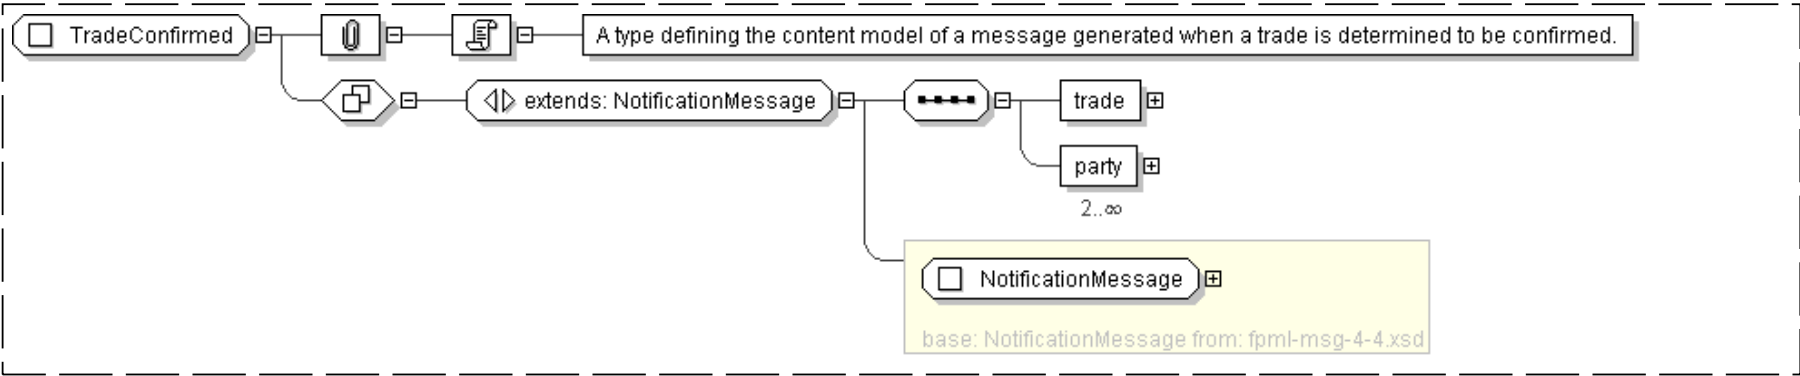 TradeConfirmed
A type defining the content model of a message generated when a trade is determined to be confirmed.
extends: NotificationMessage
trade
party
2..∞
NotificationMessage
base: NotificationMessage from: fpml-msg-4-4.xsd